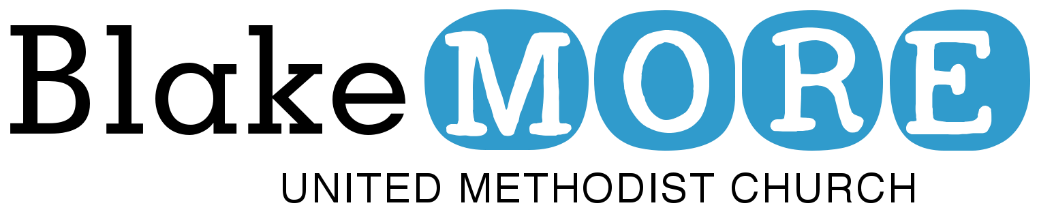 BlakeMORE
UNITED METHODIST CHURCH